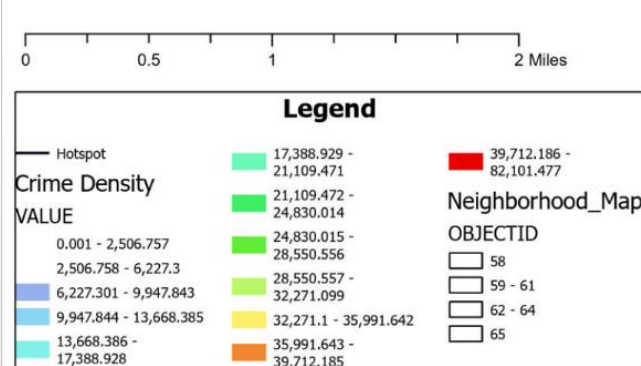 0 0.5 1 2 Miles
Legend
Hotspot
Crime Density
VALUE
0.001 - 2,506.757
2,506.758 - 6,227.3
6,227.301 - 9,947.843
9,947.844 - 13,668.385
13,668.386 -
17,388.928
17,388.929 -
21,109.471
21,109.472 -
24,830.014
24,830.015 -
28,550.556
28,550.557 -
32,271.099
32,271.1 - 35,991.642
35,991.643 -
39,712.185
39,712.186 -
82,101.477
Neighborhood_Map
OBJECTID
58
59 - 61
62 - 64
65